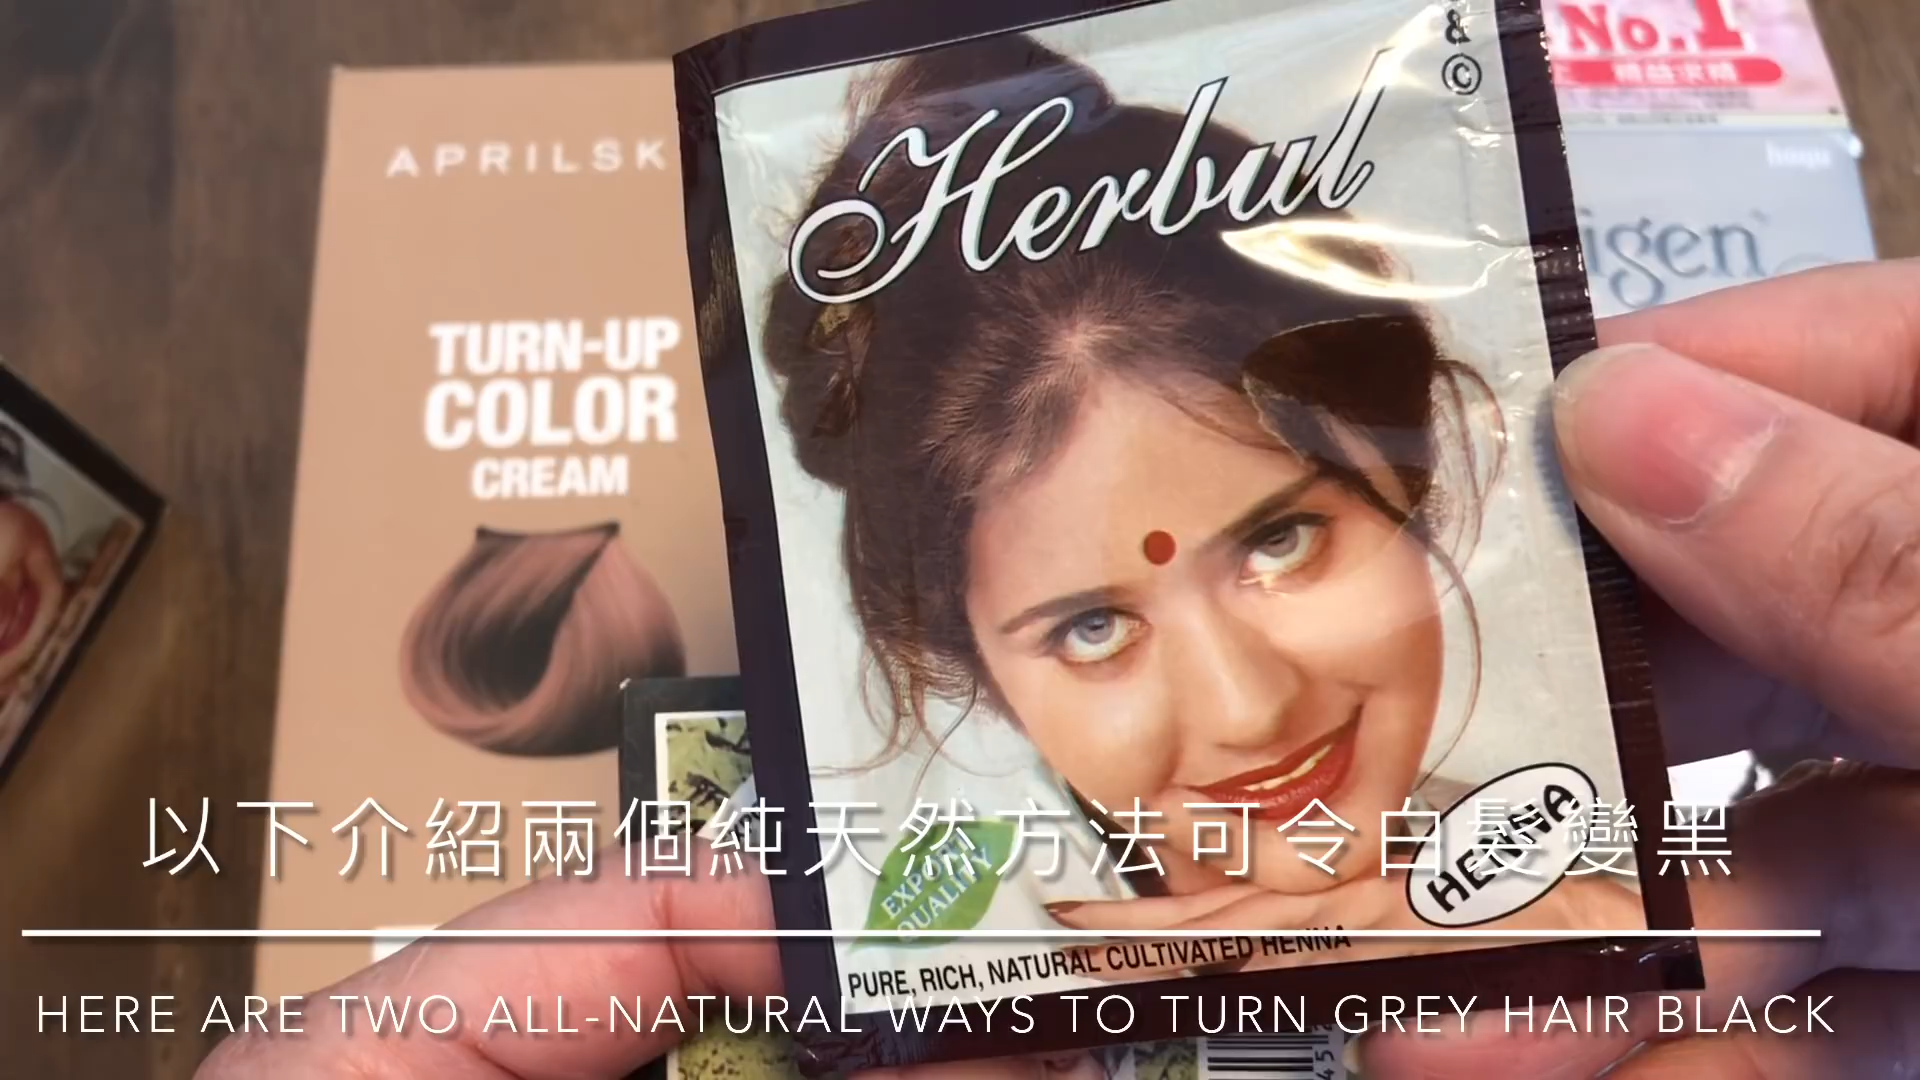 &
©
No.1
Herbul
APRILSK
hoyu
igen
TURN-UP
COLOR
CREAM
HENNA
EXPORT
QUALITY
PURE, RICH, NATURAL CULTIVATED HENNA
以下介紹兩個純天然方法可令白髮變黑
HERE ARE TWO ALL-NATURAL WAYS TO TURN GREY HAIR BLACK